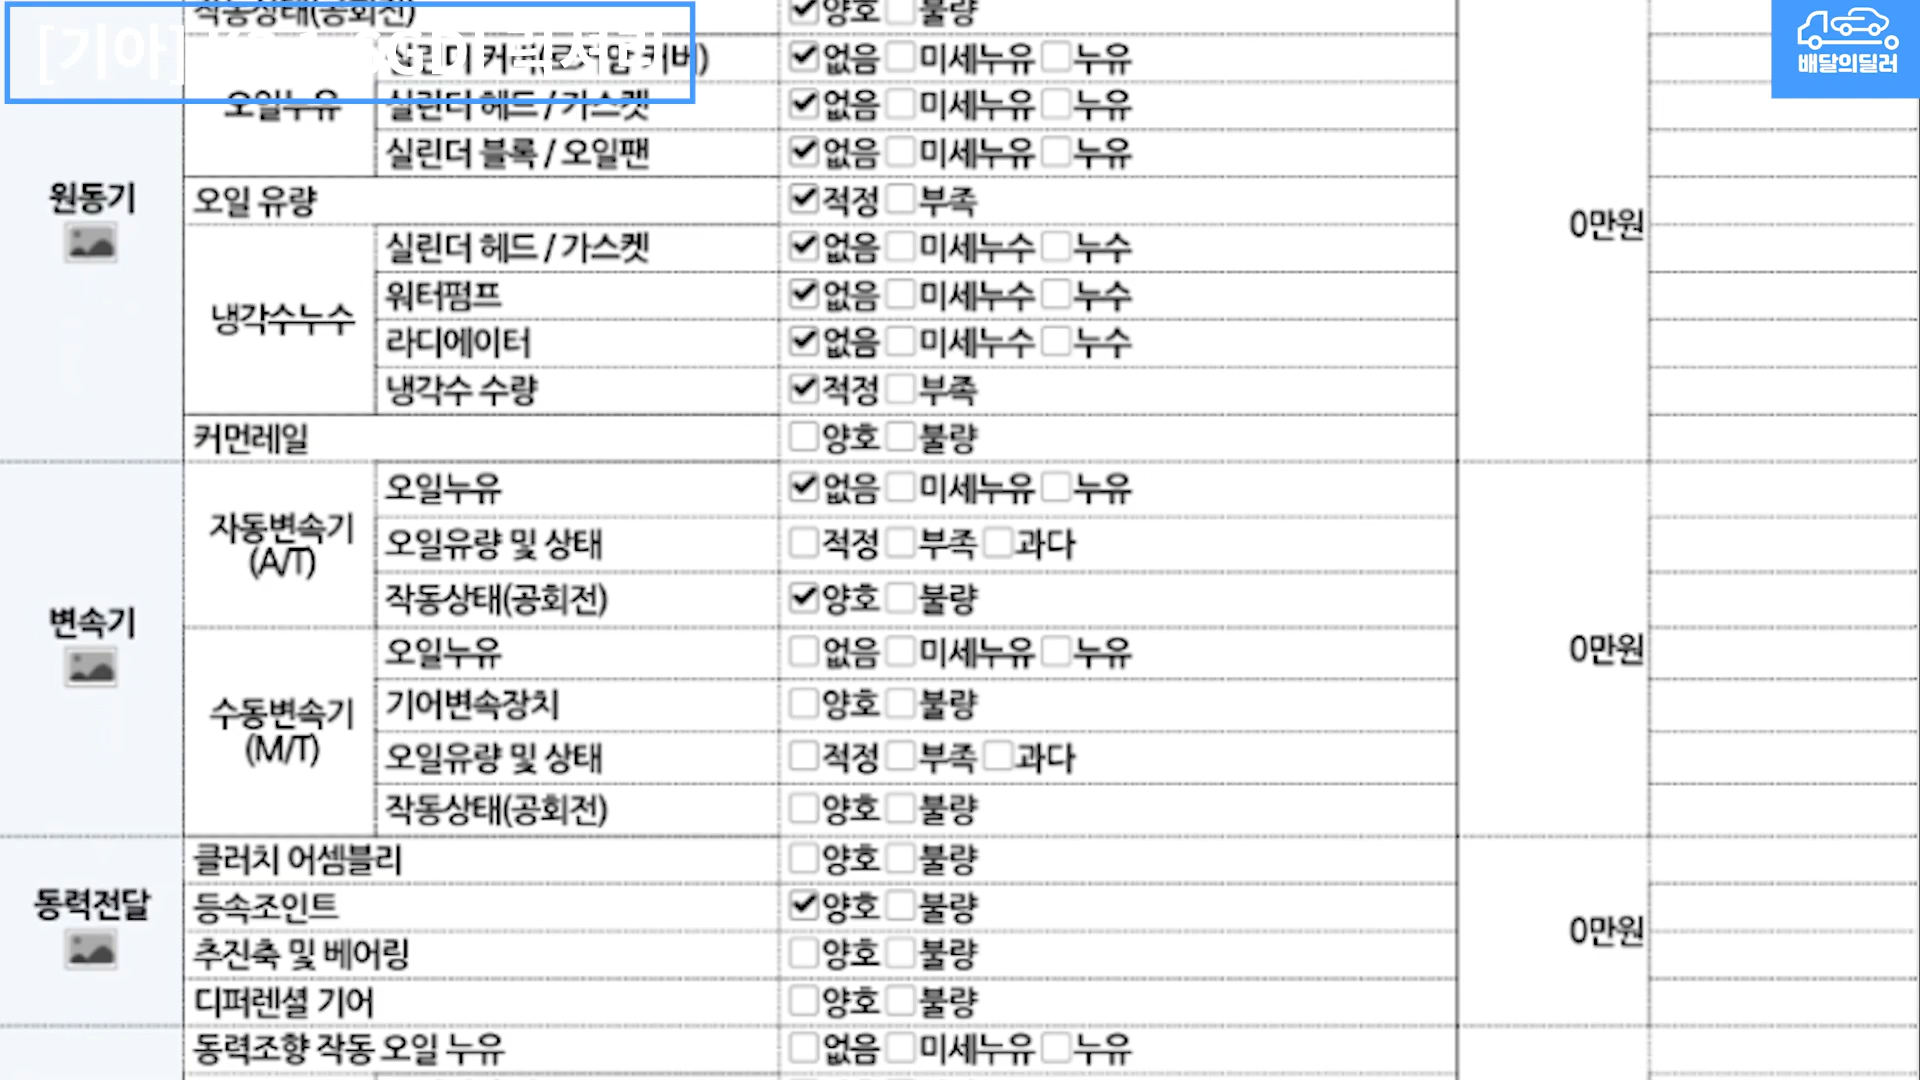 작동상태(공회전) 양호 불량
[기아]
없음 미세누유 누유
오일누유 실린더 헤드 / 가스켓 없음 미세누유 누유
실린더 블록 / 오일팬 없음 미세누유 누유
원동기 오일 유량 적정 부족 0만원
실린더 헤드 / 가스켓 없음 미세누수 누수
냉각수누수 워터펌프 없음 미세누수 누수
라디에이터 없음 미세누수 누수
냉각수 수량 적정 부족
커먼레일 양호 불량
변속기 자동변속기 (A/T) 오일누유 없음 미세누유 누유 0만원
오일유량 및 상태 적정 부족 과다
작동상태(공회전) 양호 불량
수동변속기 (M/T) 오일누유 없음 미세누유 누유
기어변속장치 양호 불량
오일유량 및 상태 적정 부족 과다
작동상태(공회전) 양호 불량
동력전달 클러치 어셈블리 양호 불량 0만원
등속조인트 양호 불량
추진축 및 베어링 양호 불량
디퍼렌셜 기어 양호 불량
동력조향 작동 오일 누유 없음 미세누유 누유
배달의딜러